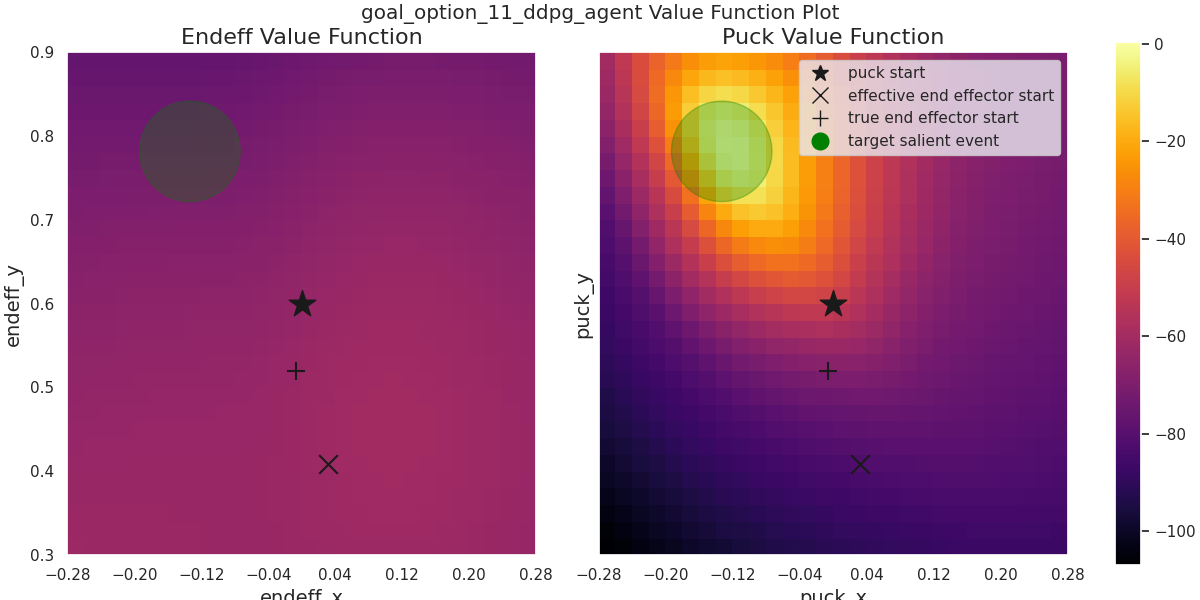 goal_option_11_ddpg_agent Value Function Plot
Endeff Value Function
Puck Value Function
0.9
0.8
0.7
0.6
0.5
0.4
0.3
endeff_y
−0.28 −0.20 −0.12 −0.04 0.04 0.12 0.20 0.28
endeff_x
puck_y
puck start
effective end effector start
true end effector start
target salient event
−0.28 −0.20 −0.12 −0.04 0.04 0.12 0.20 0.28
puck_x
0
−20
−40
−60
−80
−100